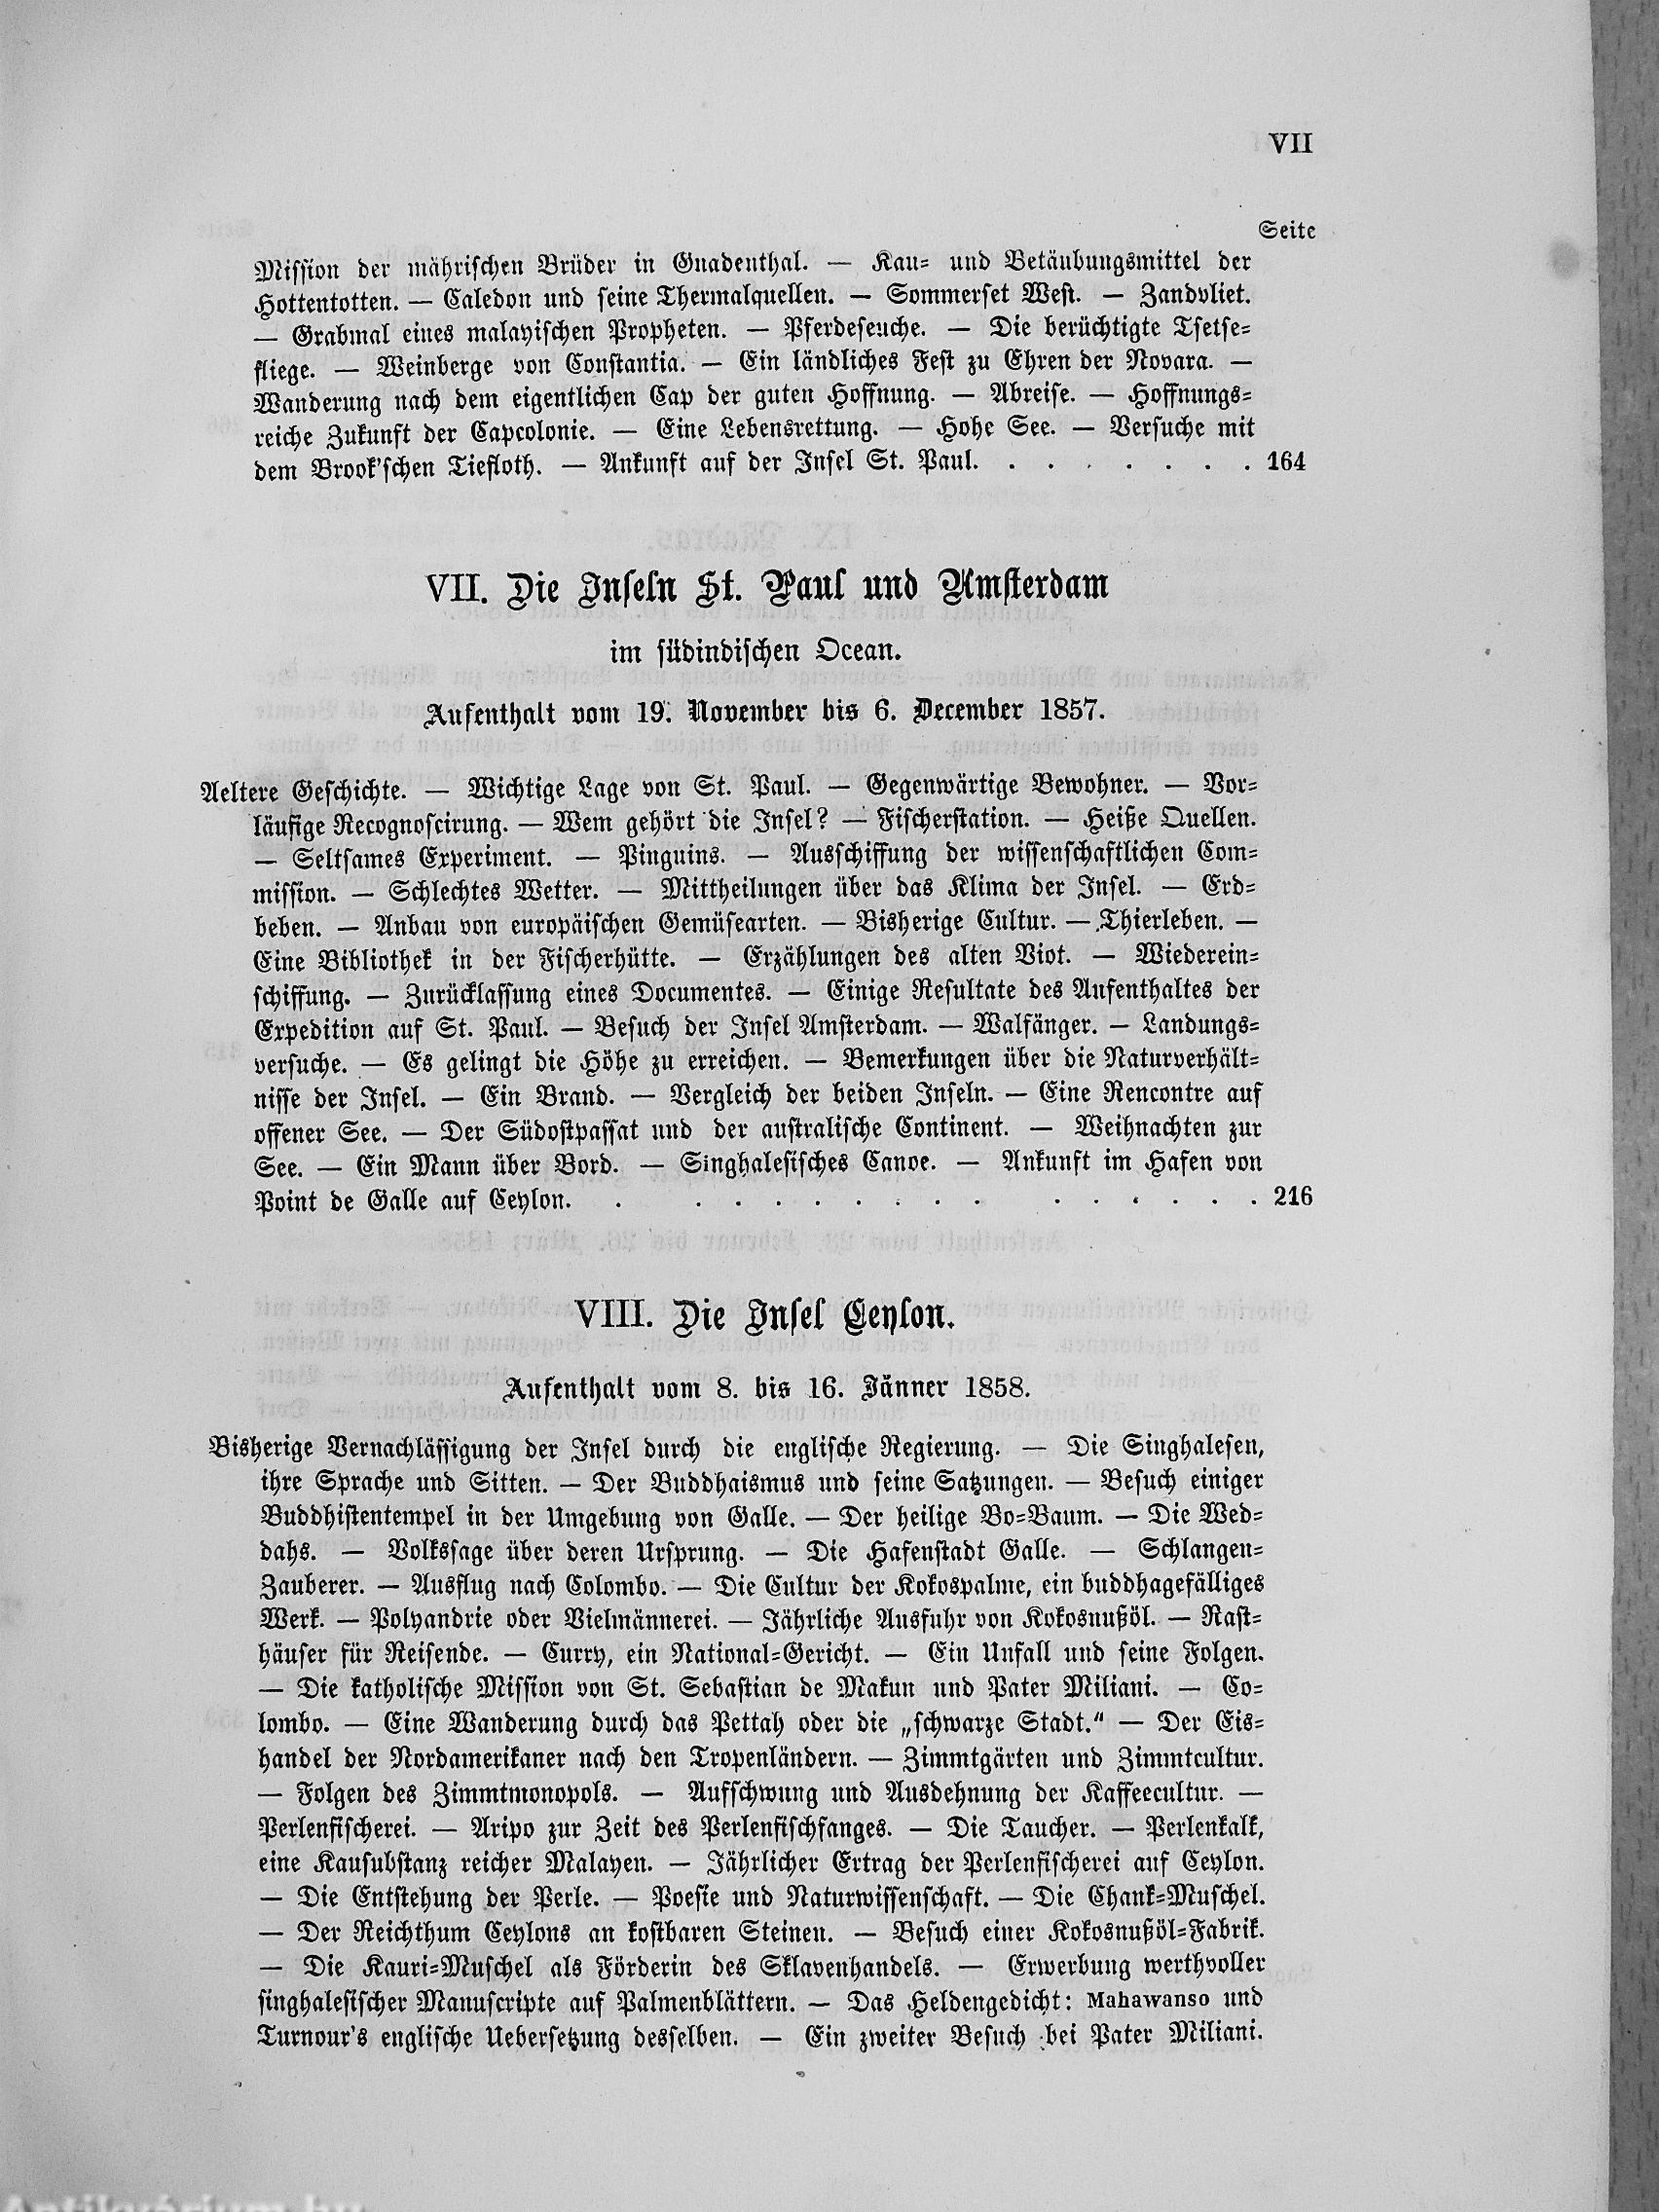 VII
Seite
Mission der mährischen Brüder in Gnadenthal. — Kau- und Betäubungsmittel der
Hottentotten. — Caledon und seine Thermalquellen. — Sommerset West. — Zandvliet.
— Grabmal eines malayischen Propheten. — Pferdeseuche. — Die berüchtigte Tsetse-
fliege. — Weinberge von Constantia. — Ein ländliches Fest zu Ehren der Novara. —
Wanderung nach dem eigentlichen Cap der guten Hoffnung. — Abreise. — Hoffnungs-
reiche Zukunft der Capcolonie. — Eine Lebensrettung. — Hohe See. — Versuche mit
dem Brook'schen Tiefloth. — Ankunft auf der Insel St. Paul. . . . . . . . 164
VII. Die Inseln St. Paul und Amsterdam
im südindischen Ocean.
Aufenthalt vom 19. November bis 6. December 1857.
Aeltere Geschichte. — Wichtige Lage von St. Paul. — Gegenwärtige Bewohner. — Vor-
läufige Recognoscirung. — Wem gehört die Insel? — Fischerstation. — Heiße Quellen.
— Seltsames Experiment. — Pinguins. — Ausschiffung der wissenschaftlichen Com-
mission. — Schlechtes Wetter. — Mittheilungen über das Klima der Insel. — Erd-
beben. — Anbau von europäischen Gemüsearten. — Bisherige Cultur. — Thierleben. —
Eine Bibliothek in der Fischerhütte. — Erzählungen des alten Viot. — Wiederein-
schiffung. — Zurücklassung eines Documentes. — Einige Resultate des Aufenthaltes der
Expedition auf St. Paul. — Besuch der Insel Amsterdam. — Walfänger. — Landungs-
versuche. — Es gelingt die Höhe zu erreichen. — Bemerkungen über die Naturverhält-
nisse der Insel. — Ein Brand. — Vergleich der beiden Inseln. — Eine Rencontre auf
offener See. — Der Südostpassat und der australische Continent. — Weihnachten zur
See. — Ein Mann über Bord. — Singhalesisches Canoe. — Ankunft im Hafen von
Point de Galle auf Ceylon. . . . . . . . . . . . . . . . 216
VIII. Die Insel Ceylon.
Aufenthalt vom 8. bis 16. Jänner 1858.
Bisherige Vernachlässigung der Insel durch die englische Regierung. — Die Singhalesen,
ihre Sprache und Sitten. — Der Buddhaismus und seine Satzungen. — Besuch einiger
Buddhistentempel in der Umgebung von Galle. — Der heilige Bo-Baum. — Die Wed-
dahs. — Volkssage über deren Ursprung. — Die Hafenstadt Galle. — Schlangen-
Zauberer. — Ausflug nach Colombo. — Die Cultur der Kokospalme, ein buddhagefälliges
Werk. — Polyandrie oder Vielmännerei. — Jährliche Ausfuhr von Kokosnußöl. — Rast-
häuser für Reisende. — Curry, ein National-Gericht. — Ein Unfall und seine Folgen.
— Die katholische Mission von St. Sebastian de Makun und Pater Miliani. — Co-
lombo. — Eine Wanderung durch das Pettah oder die „schwarze Stadt.“ — Der Eis-
handel der Nordamerikaner nach den Tropenländern. — Zimmtgärten und Zimmtcultur.
— Folgen des Zimmtmonopols. — Aufschwung und Ausdehnung der Kaffeecultur. —
Perlenfischerei. — Aripo zur Zeit des Perlenfischfanges. — Die Taucher. — Perlenkalk,
eine Kausubstanz reicher Malayen. — Jährlicher Ertrag der Perlenfischerei auf Ceylon.
— Die Entstehung der Perle. — Poesie und Naturwissenschaft. — Die Chank-Muschel.
— Der Reichthum Ceylons an kostbaren Steinen. — Besuch einer Kokosnußöl-Fabrik.
— Die Kauri-Muschel als Förderin des Sklavenhandels. — Erwerbung werthvoller
singhalesischer Manuscripte auf Palmenblättern. — Das Heldengedicht: Mahawanso und
Turnour's englische Uebersetzung desselben. — Ein zweiter Besuch bei Pater Miliani.